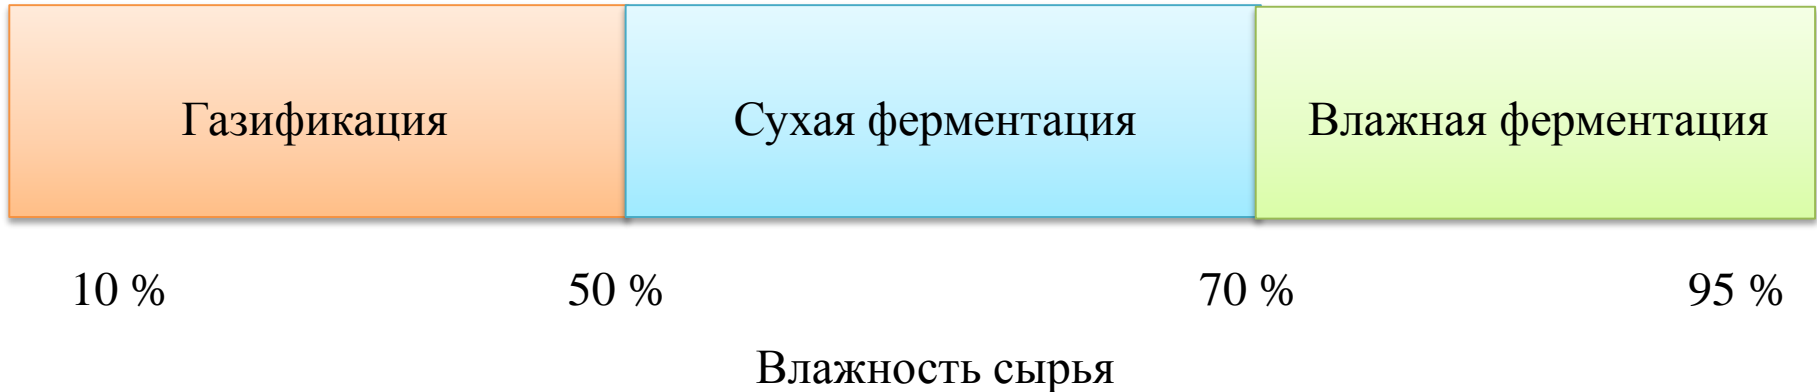 Газификация Сухая ферментация Влажная ферментация
10 % 50 % 70 % 95 %
Влажность сырья